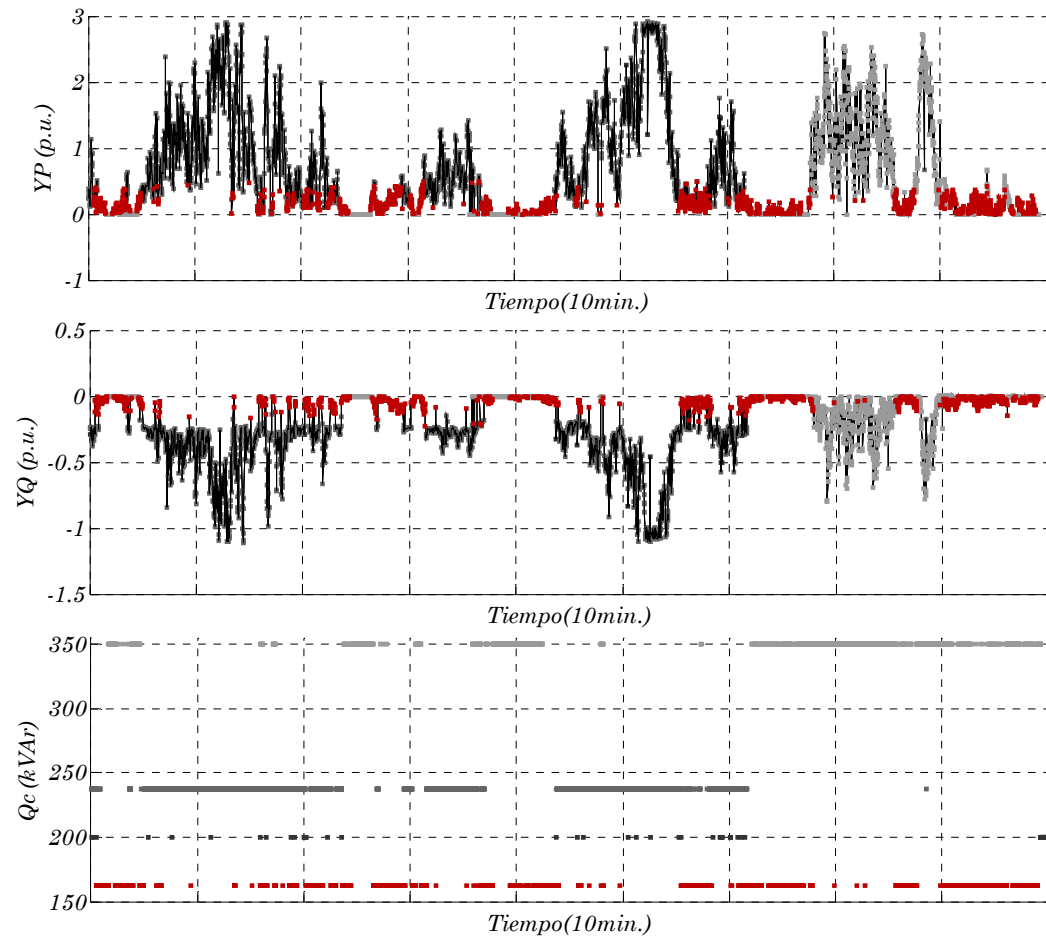 3
2
1
0
-1
YP (p.u.)
Tiempo(10min.)
0.5
0
-0.5
-1
-1.5
YQ (p.u.)
Tiempo(10min.)
350
300
250
200
150
Qc (kVAr)
Tiempo(10min.)